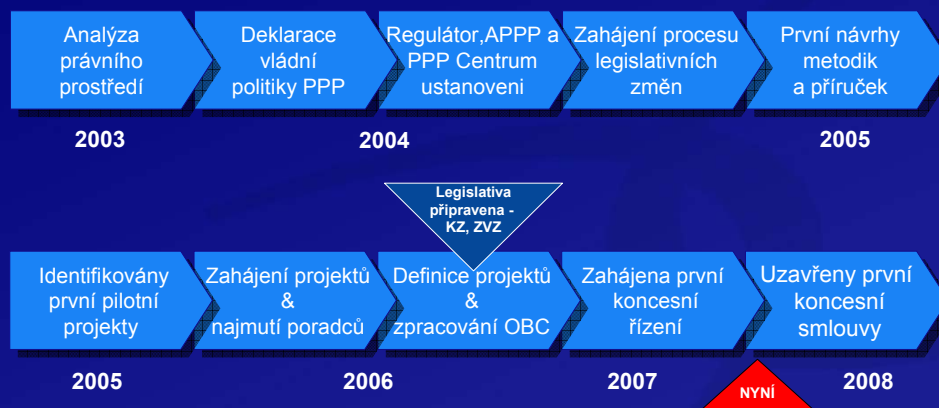 Analýza
právního
prostředí
Deklarace
vládní
politiky PPP
Regulátor,APPP a
PPP Centrum
ustanoveni
Zahájení procesu
legislativních
změn
První návrhy
metodik
a příruček
2003
2004
2005
Legislativa
připravena -
KZ, ZVZ
Identifikovány
první pilotní
projekty
Zahájení projektů
&
najmutí poradců
Definice projektů
&
zpracování OBC
Zahájena první
koncesní
řízení
Uzavřeny první
koncesní
smlouvy
2005
2006
2007
2008
NYNÍ